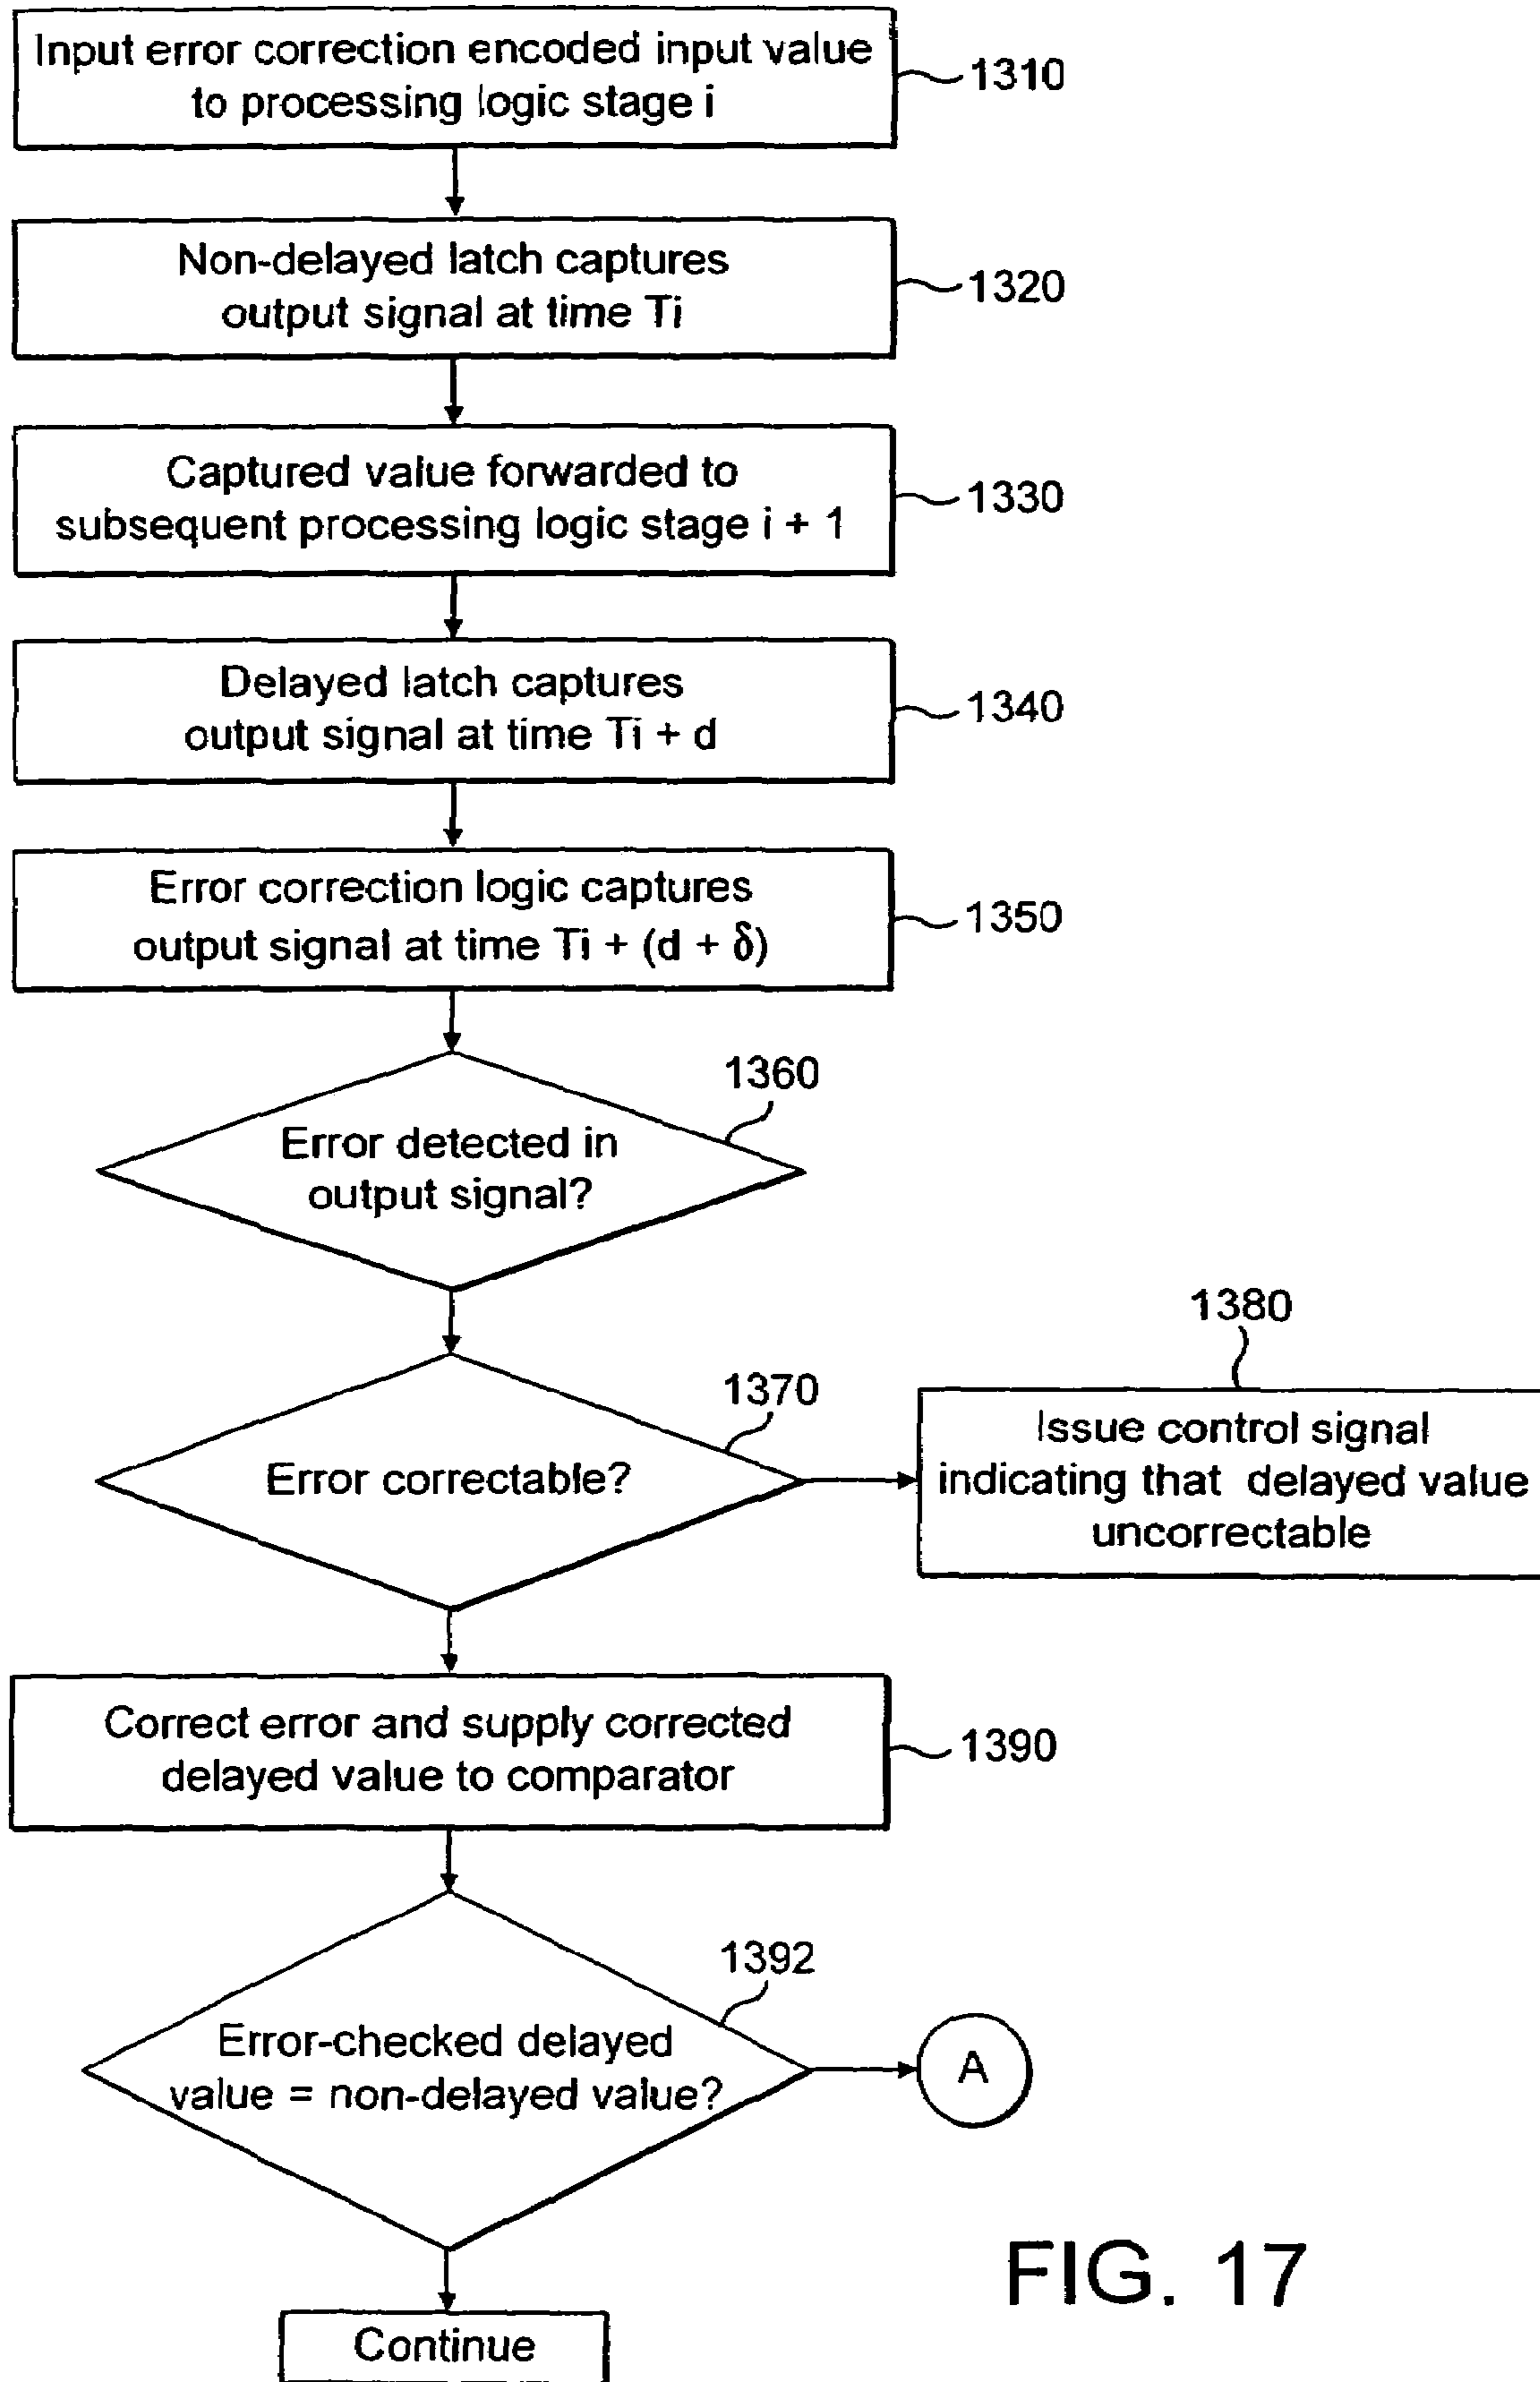 Input error correction encoded input value
to processing logic stage i
1310
Non-delayed latch captures
output signal at time Ti
1320
Captured value forwarded to
subsequent processing logic stage i + 1
1330
Delayed latch captures
output signal at time Ti + d
1340
Error correction logic captures
output signal at time Ti + (d + δ)
1350
1360
Error detected in
output signal?
1370
Error correctable?
1380
Issue control signal
indicating that delayed value
uncorrectable
Correct error and supply corrected
delayed value to comparator
1390
1392
Error-checked delayed
value = non-delayed value?
A
Continue
FIG. 17